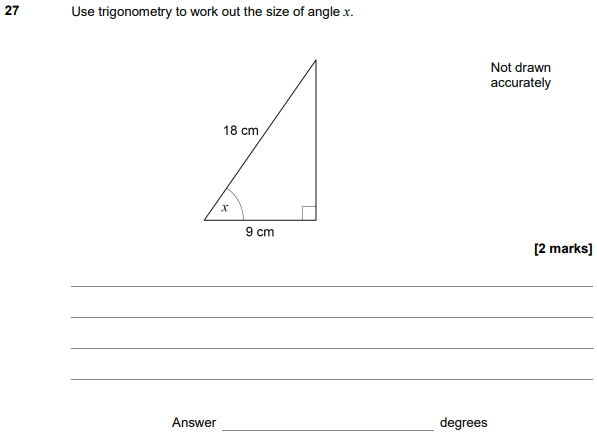 27 Use trigonometry to work out the size of angle x.
Not drawn
accurately
18 cm
x
9 cm
[2 marks]
Answer degrees